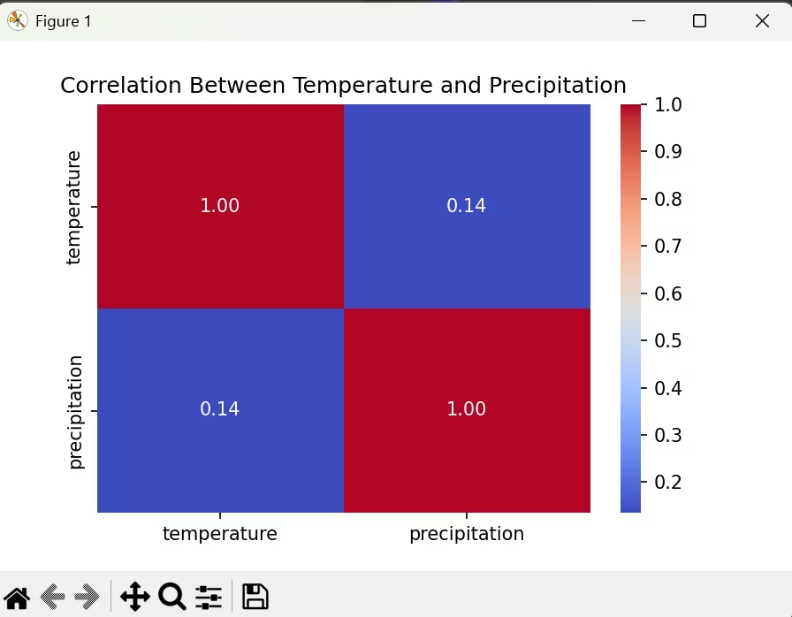 Figure 1
Correlation Between Temperature and Precipitation
temperature
precipitation
1.00
0.14
0.14
1.00
temperature
precipitation
1.0
0.9
0.8
0.7
0.6
0.5
0.4
0.3
0.2